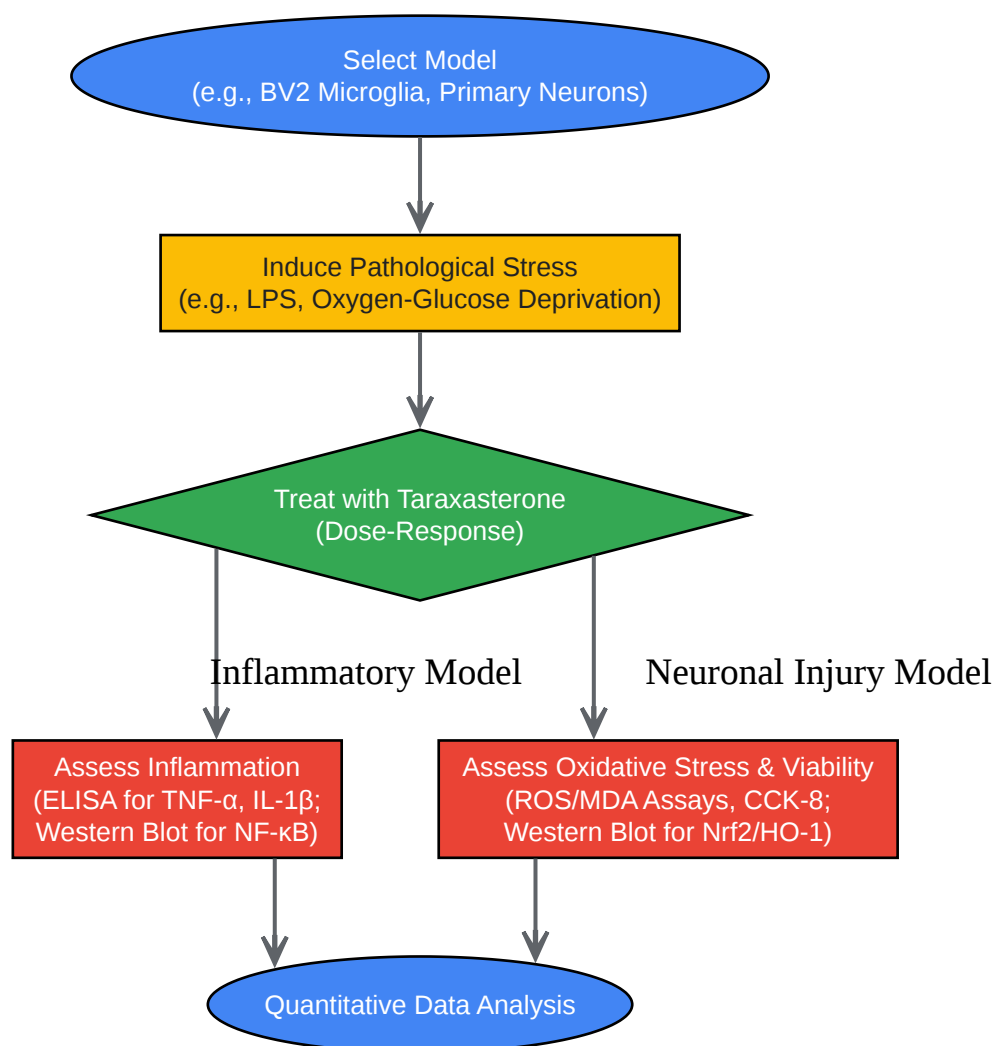 Select Model
(e.g., BV2 Microglia, Primary Neurons)
Induce Pathological Stress
(e.g., LPS, Oxygen-Glucose Deprivation)
Treat with Taraxasterone
(Dose-Response)
Inflammatory Model
Neuronal Injury Model
Assess Inflammation
(ELISA for TNF-α, IL-1β;
Western Blot for NF-κB)
Assess Oxidative Stress & Viability
(ROS/MDA Assays, CCK-8;
Western Blot for Nrf2/HO-1)
Quantitative Data Analysis